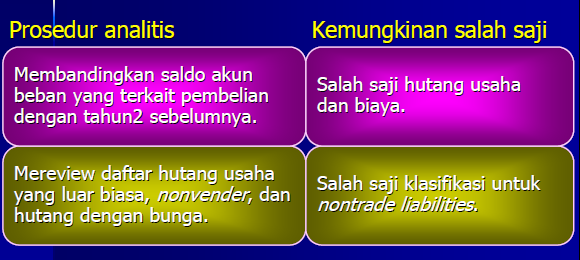 Prosedur analitis
Kemungkinan salah saji
Membandingkan saldo akun
beban yang terkait pembelian
dengan tahun2 sebelumnya.
Salah saji hutang usaha
dan biaya.
Mereview daftar hutang usaha
yang luar biasa, nonvender, dan
hutang dengan bunga.
Salah saji klasifikasi untuk
nontrade liabilities.